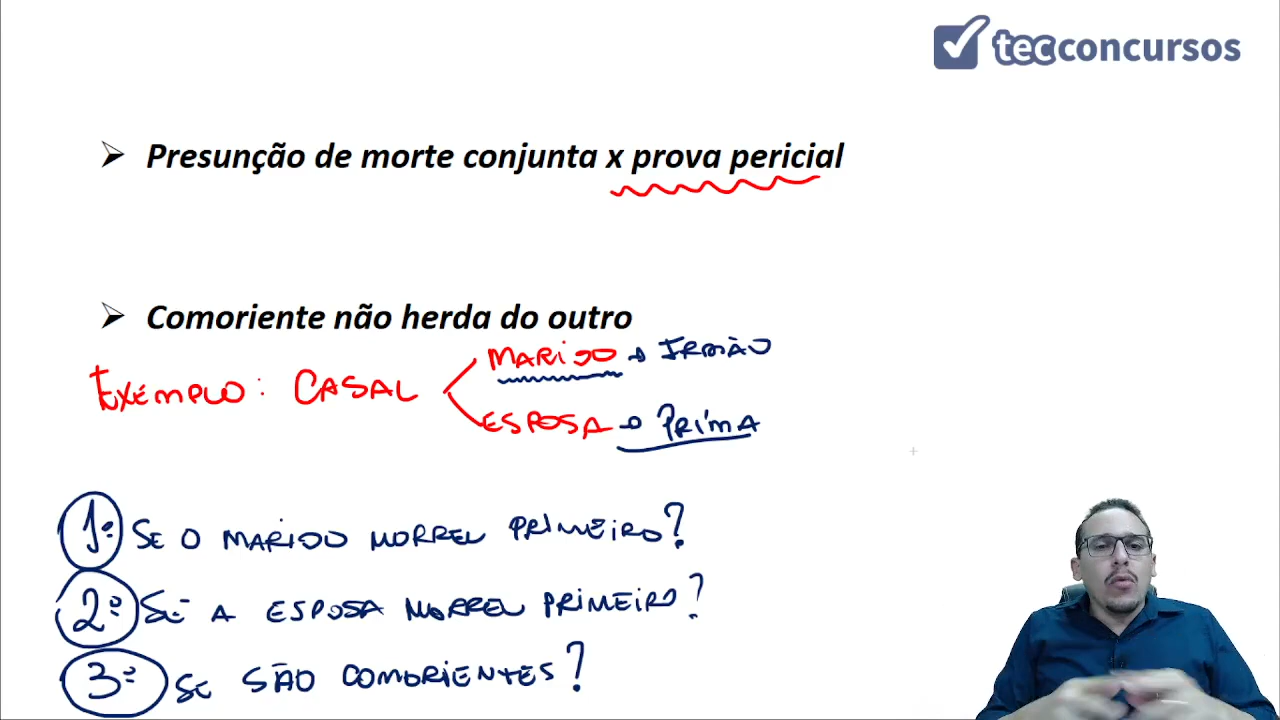 tecconcursos
Presunção de morte conjunta x prova pericial
Comoriente não herda do outro
MARIDO → IRMÃO
EXEMPLO: CASAL
ESPOSA → PRIMA
1º SE O MARIDO MORREU PRIMEIRO?
2º SE A ESPOSA MORREU PRIMEIRO?
3º SE SÃO COMORIENTES?